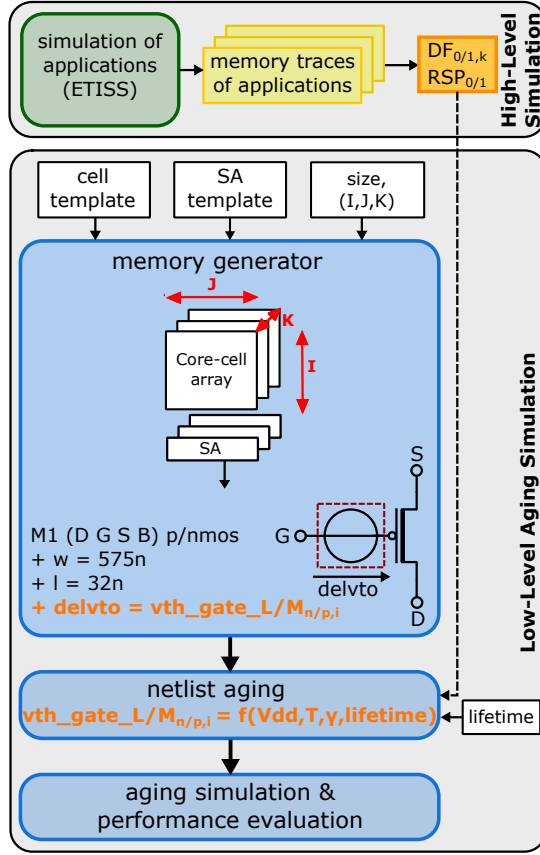 simulation of
applications
(ETISS)
memory traces
of applications
DF0/1,k
RSP0/1
High-Level
Simulation
cell
template
SA
template
size,
(I,J,K)
memory generator
J
K
I
Core-cell
array
SA
S
G
delvto
D
M1 (D G S B) p/nmos
+ w = 575n
+ l = 32n
+ delvto = vth_gate_L/Mn/p,i
Low-Level Aging Simulation
netlist aging
vth_gate_L/Mn/p,i = f(Vdd,T,γ,lifetime)
lifetime
aging simulation &
performance evaluation